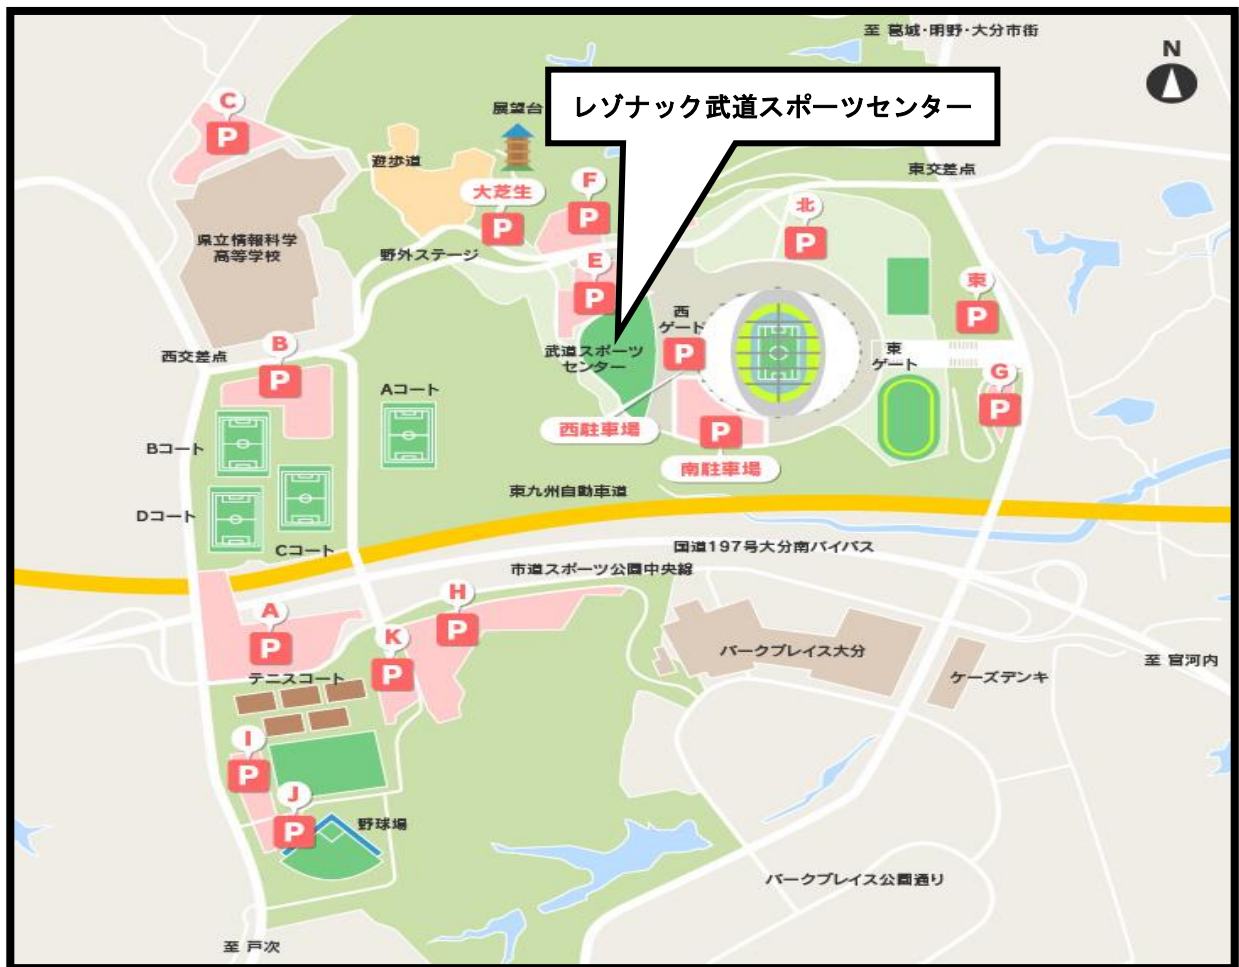 至 葛城・明野・大分市街
N
レゾナック武道スポーツセンター
C
P
展望台
遊歩道
東交差点
大芝生
P
F
P
北
P
県立情報科学
高等学校
野外ステージ
E
P
東
P
西
ゲート
P
西交差点
B
P
武道スポーツ
センター
東
ゲート
G
P
Aコート
西駐車場
P
南駐車場
Bコート
東九州自動車道
Dコート
Cコート
国道197号大分南バイパス
市道スポーツ公園中央線
A
P
H
P
K
P
パークプレイス大分
至 宮河内
テニスコート
ケーズデンキ
I
P
J
P
野球場
パークプレイス公園通り
至 戸次